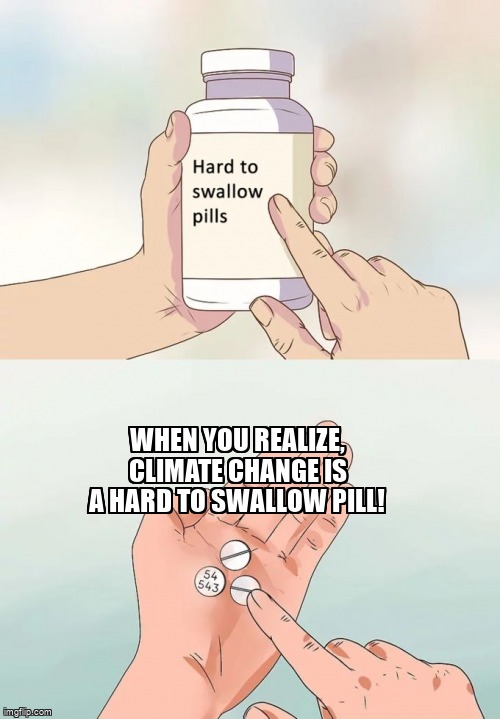 Hard to
swallow
pills
WHEN YOU REALIZE,
CLIMATE CHANGE IS
A HARD TO SWALLOW PILL!
54
543
imgflip.com